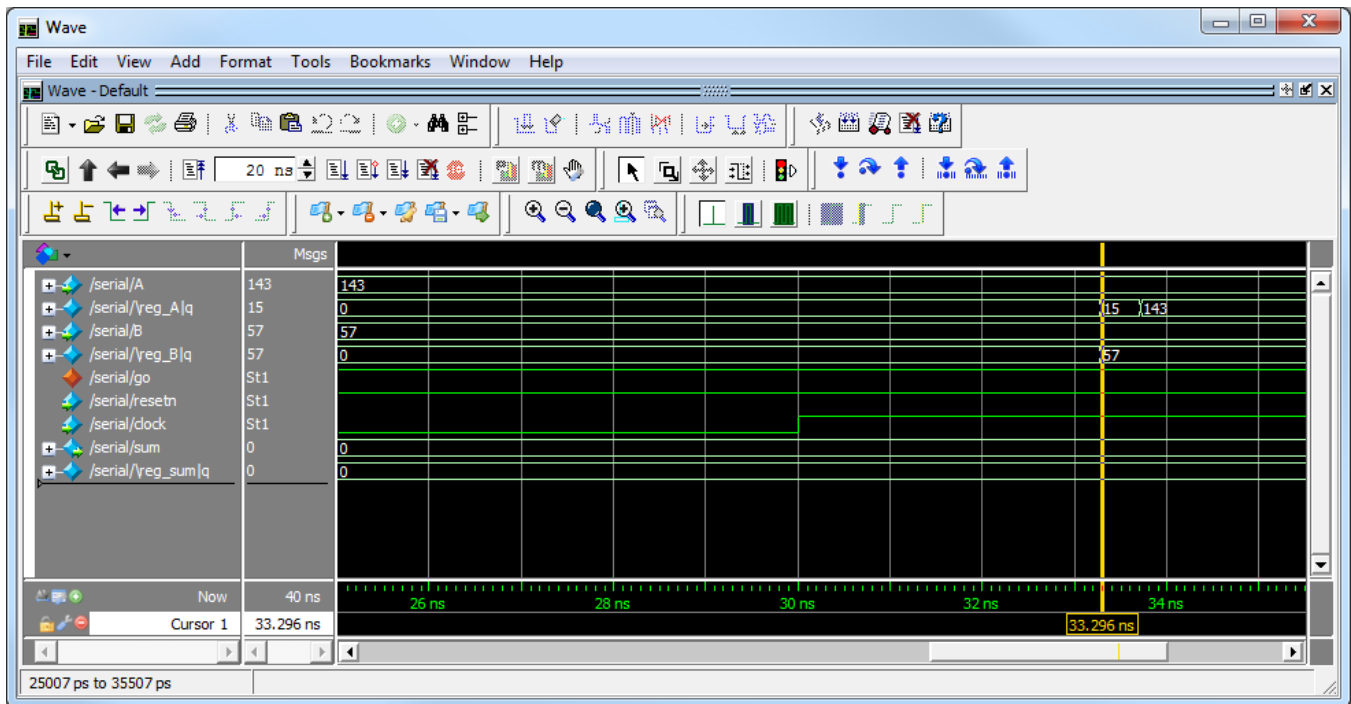 Wave
File Edit View Add Format Tools Bookmarks Window Help
Wave - Default
20 ns
Msgs
/serial/A 143 143
/serial/\reg_A|q 15 0 15 143
/serial/B 57 57
/serial/\reg_B|q 57 0 57
/serial/go St1
/serial/resetn St1
/serial/clock St1
/serial/sum 0 0
/serial/\reg_sum|q 0 0
Now 40 ns 26 ns 28 ns 30 ns 32 ns 34 ns
Cursor 1 33.296 ns 33.296 ns
25007 ps to 35507 ps